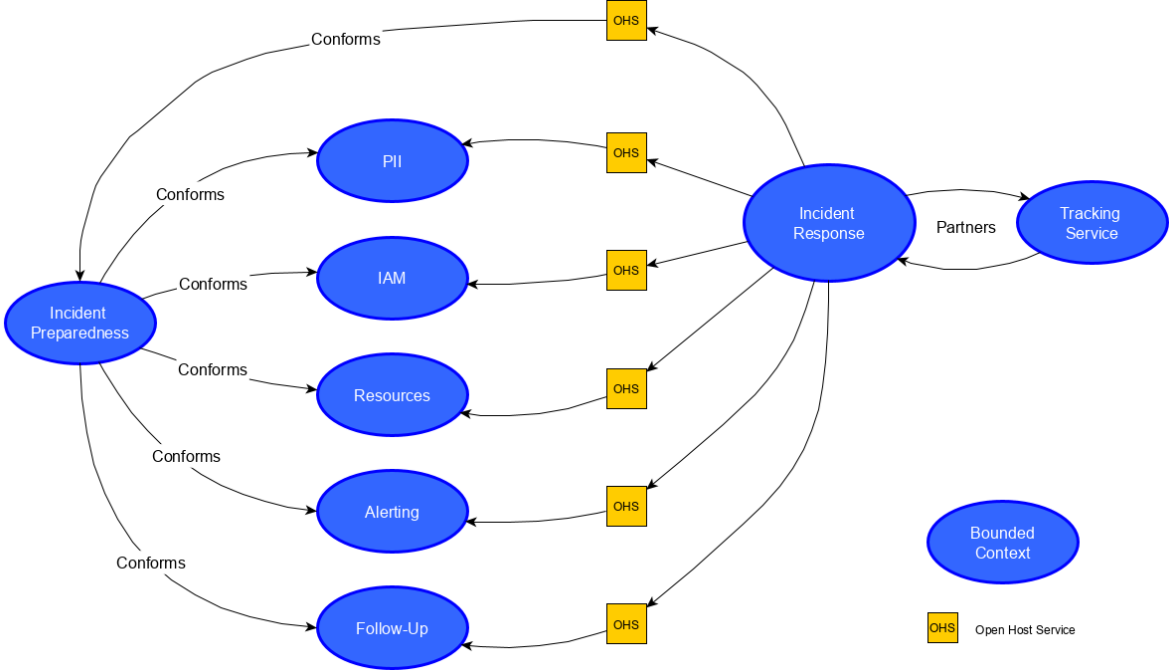 OHS
Conforms
OHS
PII
Conforms
Incident
Response
Tracking
Service
Partners
OHS
IAM
Conforms
Incident
Preparedness
Conforms
OHS
Resources
Conforms
OHS
Alerting
Bounded
Context
Conforms
OHS
Follow-Up
OHS
Open Host Service